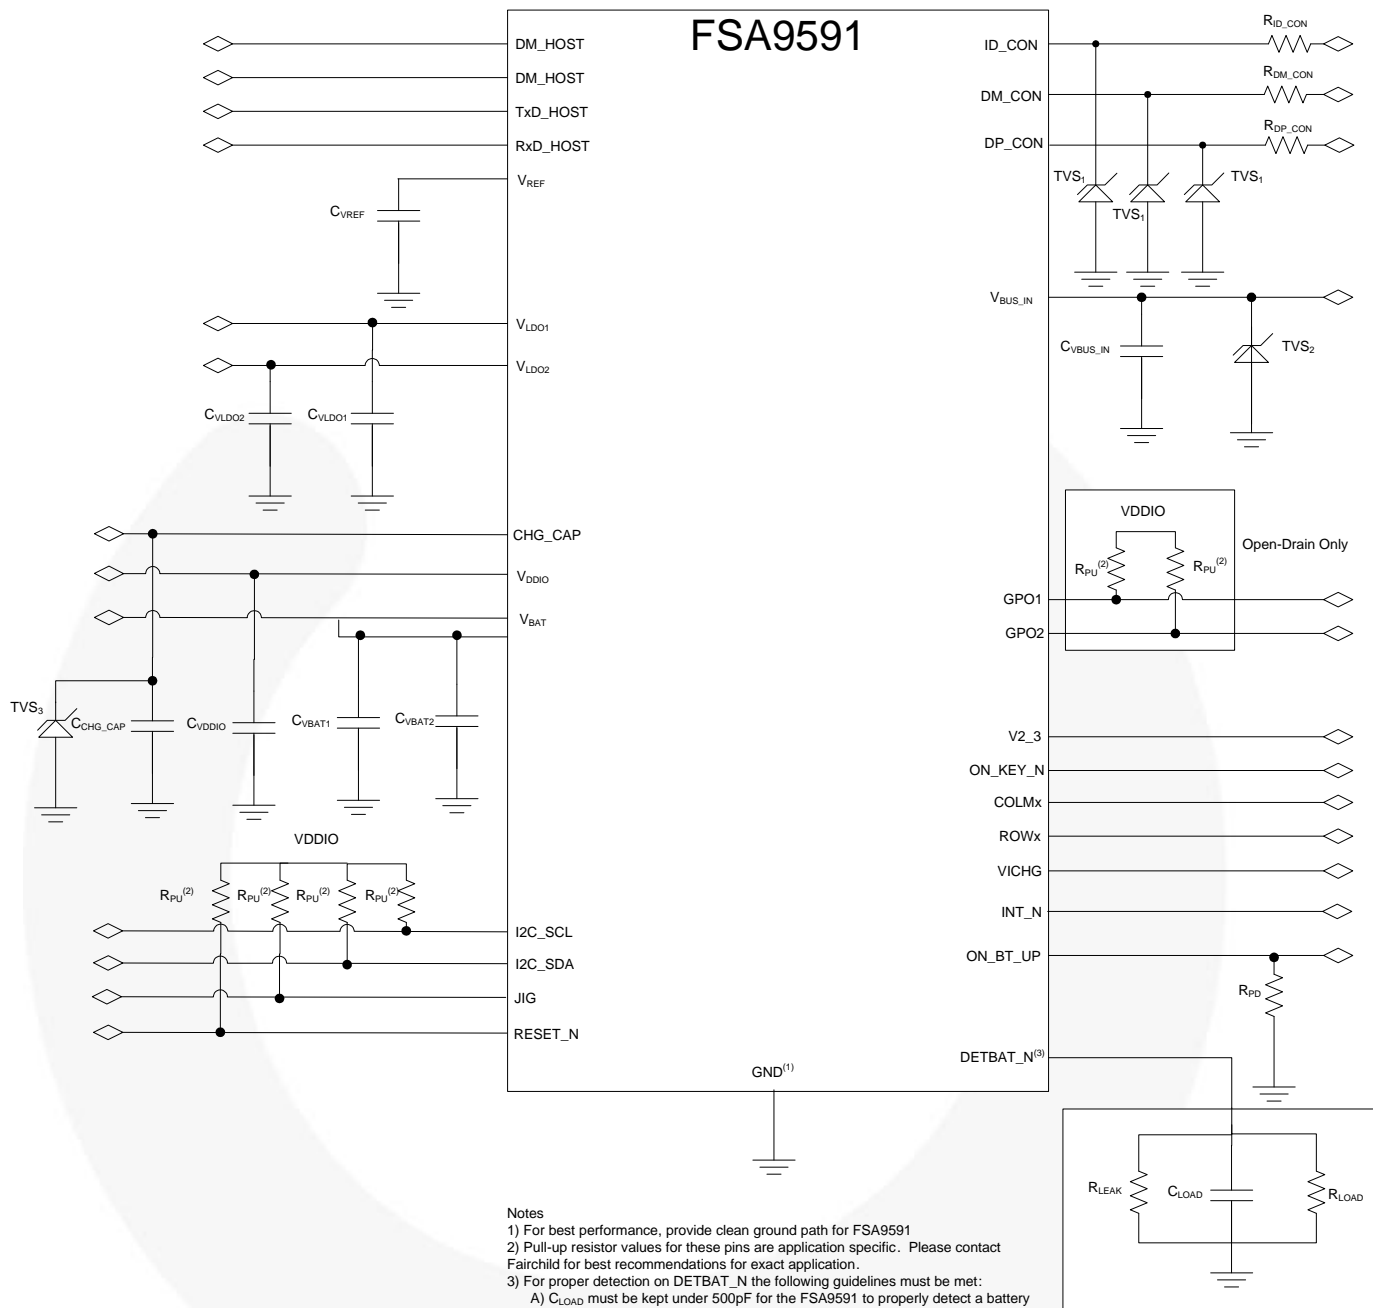 FSA9591
DM_HOST
DM_HOST
TxD_HOST
RxD_HOST
VREF
CVREF
VLDO1
VLDO2
CVLDO2
CVLDO1
CHG_CAP
VDDIO
VBAT
TVS3
CCHG_CAP
CVDDIO
CVBAT1
CVBAT2
VDDIO
RPU(2)
RPU(2)
RPU(2)
RPU(2)
I2C_SCL
I2C_SDA
JIG
RESET_N
GND(1)
ID_CON
RID_CON
DM_CON
RDM_CON
DP_CON
RDP_CON
TVS1
TVS1
TVS1
VBUS_IN
CVBUS_IN
TVS2
VDDIO
Open-Drain Only
RPU(2)
RPU(2)
GPO1
GPO2
V2_3
ON_KEY_N
COLMx
ROWx
VICHG
INT_N
ON_BT_UP
RPD
DETBAT_N(3)
RLEAK
CLOAD
RLOAD
Notes
1) For best performance, provide clean ground path for FSA9591
2) Pull-up resistor values for these pins are application specific. Please contact
Fairchild for best recommendations for exact application.
3) For proper detection on DETBAT_N the following guidelines must be met:
A) CLOAD must be kept under 500pF for the FSA9591 to properly detect a battery